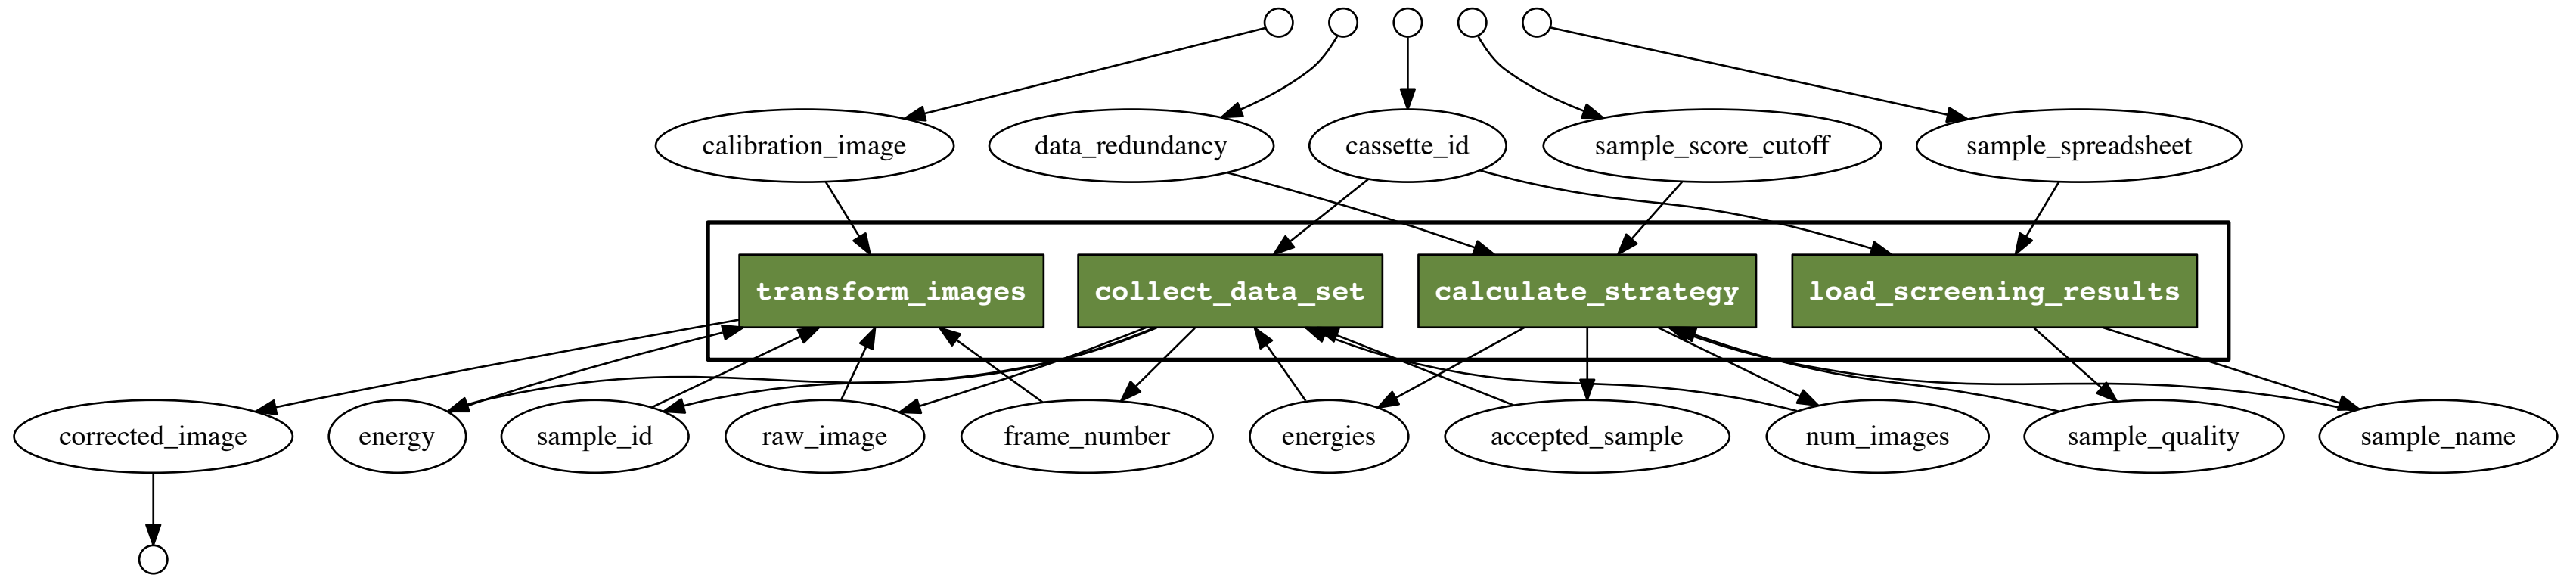 calibration_image
data_redundancy
cassette_id
sample_score_cutoff
sample_spreadsheet
transform_images
collect_data_set
calculate_strategy
load_screening_results
corrected_image
energy
sample_id
raw_image
frame_number
energies
accepted_sample
num_images
sample_quality
sample_name